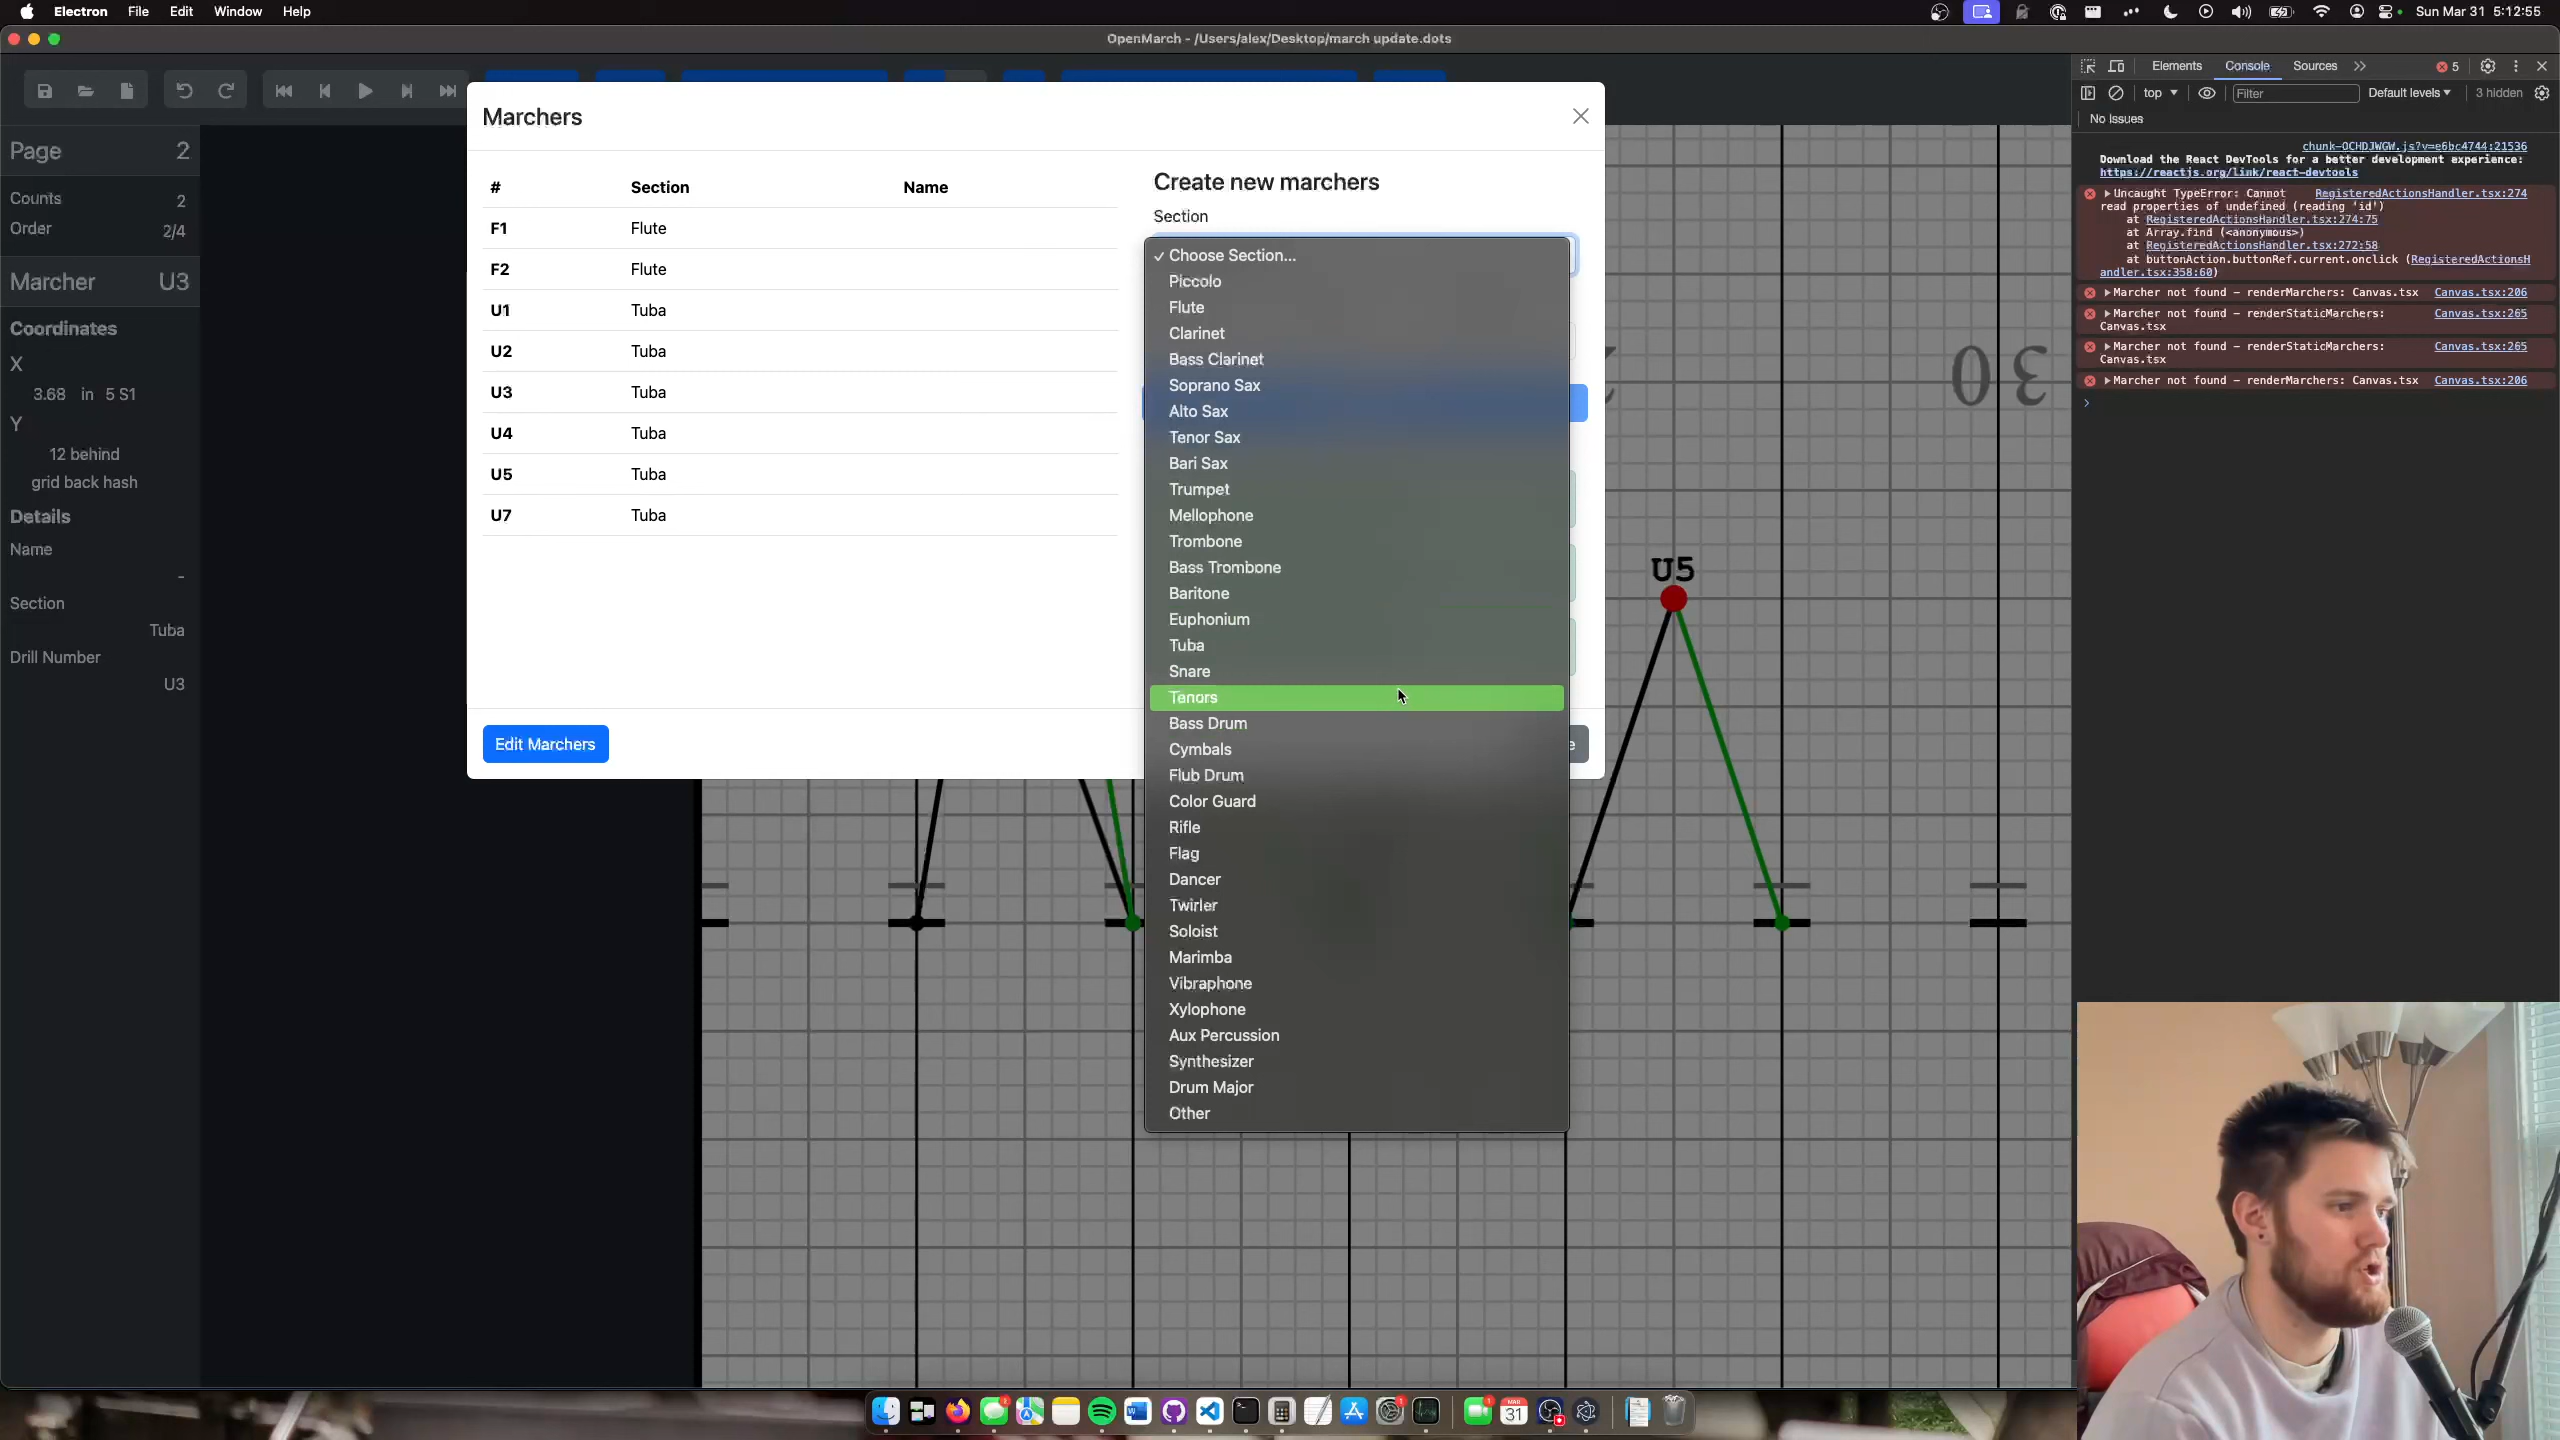 Electron File Edit Window Help
Sun Mar 31 5:12:55
OpenMarch - /Users/alex/Desktop/march update.dots
Page 2
Counts 2
Order 2/4
Marcher U3
Coordinates
X
3.68 in 5 S1
Y
12 behind
grid back hash
Details
Name
-
Section
Tuba
Drill Number
U3
Marchers
# Section Name
F1 Flute
F2 Flute
U1 Tuba
U2 Tuba
U3 Tuba
U4 Tuba
U5 Tuba
U7 Tuba
Edit Marchers
Create new marchers
Section
✓ Choose Section...
Piccolo
Flute
Clarinet
Bass Clarinet
Soprano Sax
Alto Sax
Tenor Sax
Bari Sax
Trumpet
Mellophone
Trombone
Bass Trombone
Baritone
Euphonium
Tuba
Snare
Tenors
Bass Drum
Cymbals
Flub Drum
Color Guard
Rifle
Flag
Dancer
Twirler
Soloist
Marimba
Vibraphone
Xylophone
Aux Percussion
Synthesizer
Drum Major
Other
e
U5
30
Elements Console Sources 5
top Filter Default levels 3 hidden
No Issues
chunk-OCHDJWGW.js?v=e6bc4744:21536
Download the React DevTools for a better development experience:
https://reactjs.org/link/react-devtools
Uncaught TypeError: Cannot RegisteredActionsHandler.tsx:274
read properties of undefined (reading 'id')
at RegisteredActionsHandler.tsx:274:75
at Array.find (<anonymous>)
at RegisteredActionsHandler.tsx:272:58
at buttonAction.buttonRef.current.onclick (RegisteredActionsH
andler.tsx:358:60)
Marcher not found – renderMarchers: Canvas.tsx Canvas.tsx:206
Marcher not found – renderStaticMarchers: Canvas.tsx:265
Canvas.tsx
Marcher not found – renderStaticMarchers: Canvas.tsx:265
Canvas.tsx
Marcher not found – renderMarchers: Canvas.tsx Canvas.tsx:206
MAR
31